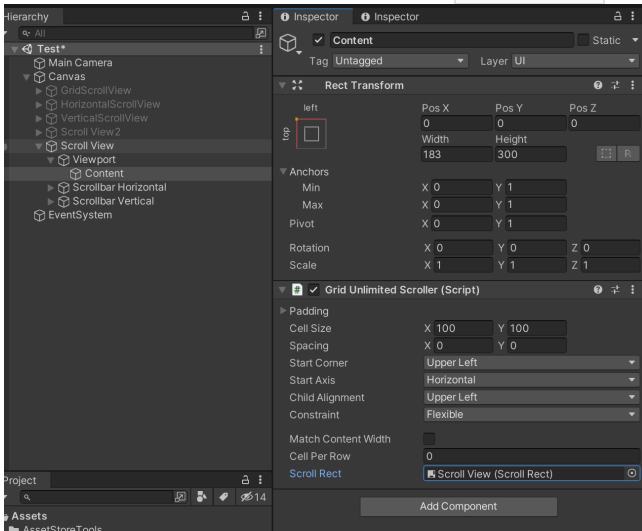 Hierarchy
All
Test*
Main Camera
Canvas
GridScrollView
HorizontalScrollView
VerticalScrollView
Scroll View2
Scroll View
Viewport
Content
Scrollbar Horizontal
Scrollbar Vertical
EventSystem
Project
14
Assets
AssetStoreTools
Inspector Inspector
Content Static
Tag Untagged Layer UI
Rect Transform
left Pos X Pos Y Pos Z
top 0 0 0
Width Height
183 300 R
Anchors
Min X 0 Y 1
Max X 0 Y 1
Pivot X 0 Y 1
Rotation X 0 Y 0 Z 0
Scale X 1 Y 1 Z 1
# Grid Unlimited Scroller (Script)
Padding
Cell Size X 100 Y 100
Spacing X 0 Y 0
Start Corner Upper Left
Start Axis Horizontal
Child Alignment Upper Left
Constraint Flexible
Match Content Width
Cell Per Row 0
Scroll Rect Scroll View (Scroll Rect)
Add Component